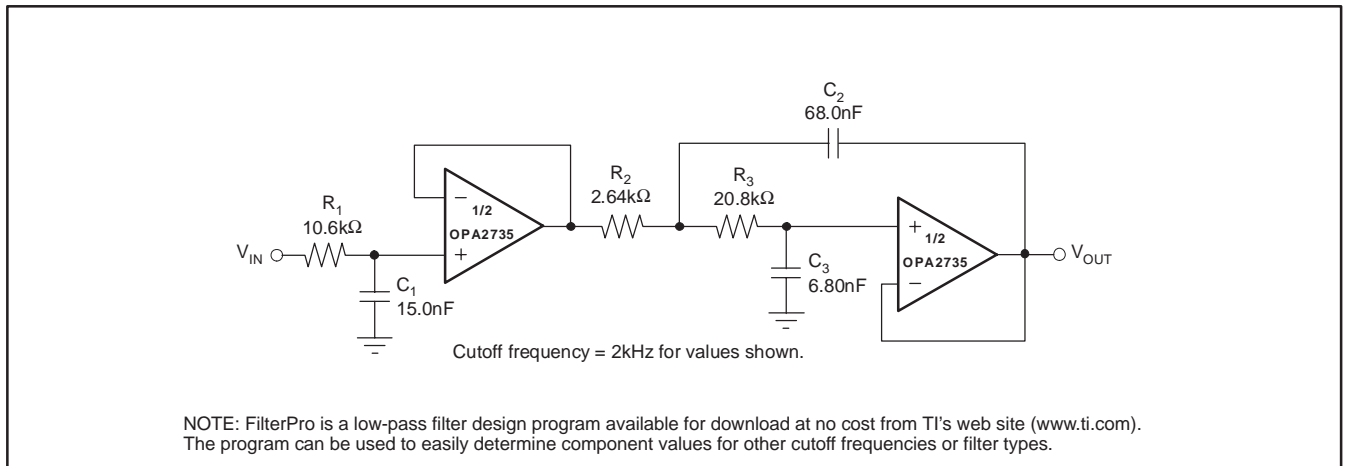 C2
68.0nF
R2
2.64kΩ
R3
20.8kΩ
R1
10.6kΩ
−
1/2
OPA2735
+
+
1/2
OPA2735
−
VIN
VOUT
C1
15.0nF
C3
6.80nF
Cutoff frequency = 2kHz for values shown.
NOTE: FilterPro is a low-pass filter design program available for download at no cost from TI's web site (www.ti.com).
The program can be used to easily determine component values for other cutoff frequencies or filter types.